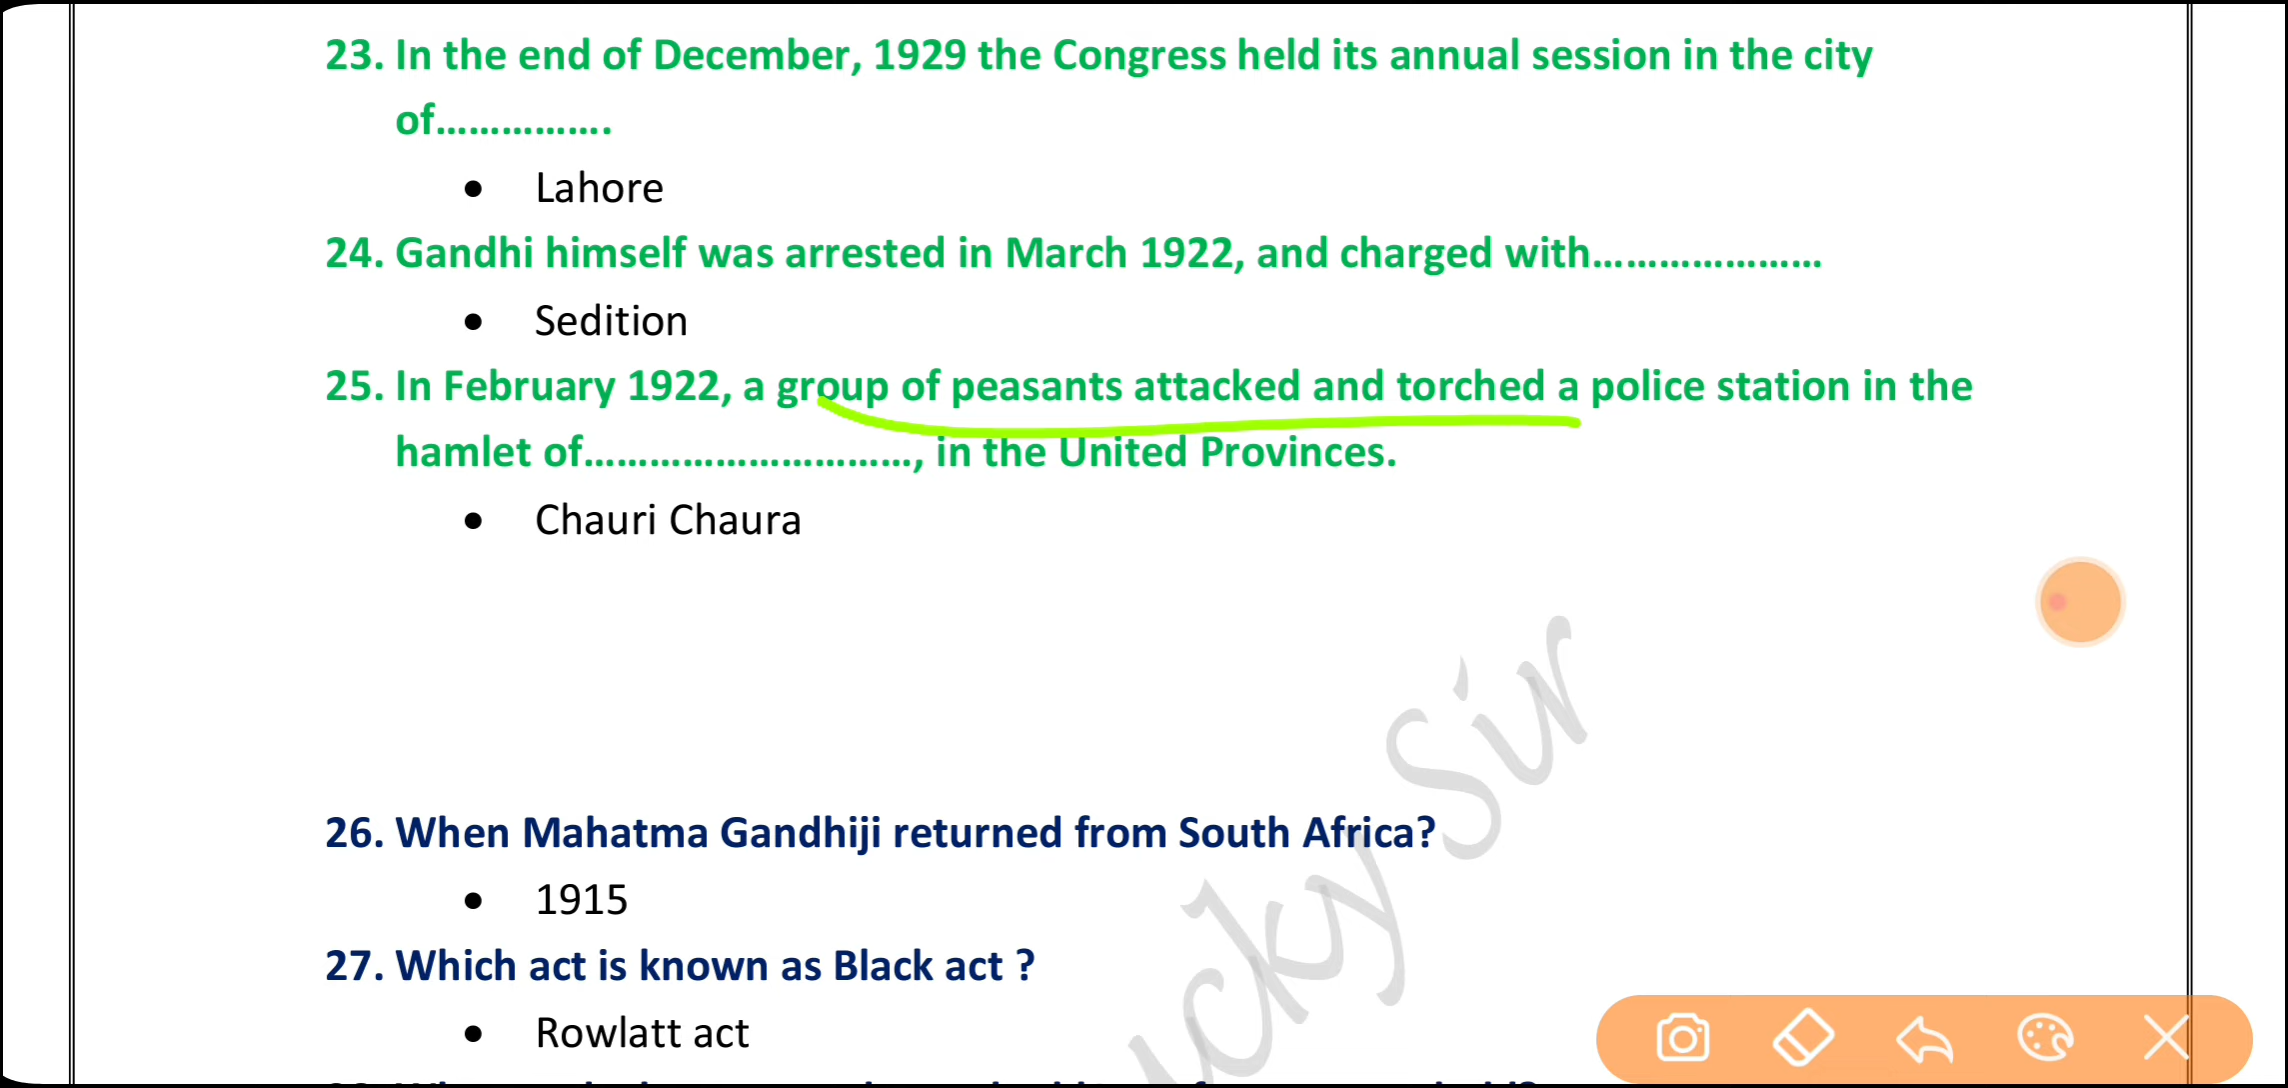 23. In the end of December, 1929 the Congress held its annual session in the city
of................
• Lahore
24. Gandhi himself was arrested in March 1922, and charged with.....................
• Sedition
25. In February 1922, a group of peasants attacked and torched a police station in the
hamlet of.............................., in the United Provinces.
• Chauri Chaura
26. When Mahatma Gandhiji returned from South Africa?
• 1915
27. Which act is known as Black act ?
• Rowlatt act
Sir